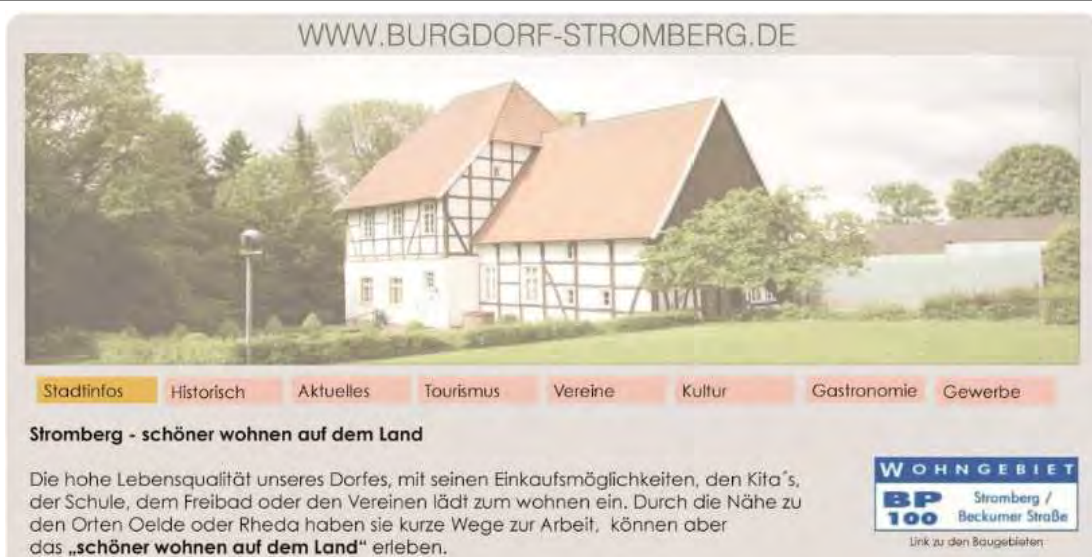 WWW.BURGDORF-STROMBERG.DE
Stadtinfos Historisch Aktuelles Tourismus Vereine Kultur Gastronomie Gewerbe
Stromberg - schöner wohnen auf dem Land
Die hohe Lebensqualität unseres Dorfes, mit seinen Einkaufsmöglichkeiten, den Kita´s,
der Schule, dem Freibad oder den Vereinen lädt zum wohnen ein. Durch die Nähe zu
den Orten Oelde oder Rheda haben sie kurze Wege zur Arbeit, können aber
das „schöner wohnen auf dem Land" erleben.
WOHNGEBIET
BP
100
Stromberg /
Beckumer Straße
Link zu den Baugebieten